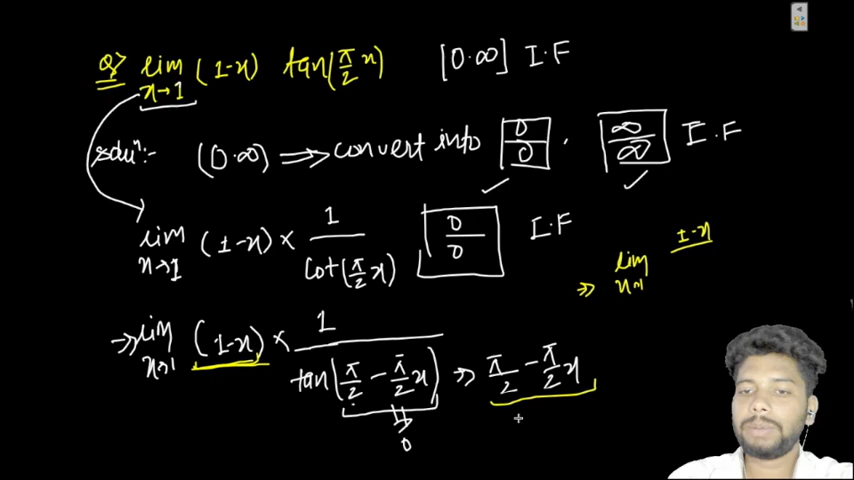 Q> lim x→1 (1-x) tan(π/2 x) [0·∞] I.F
Soluⁿ:- (0·∞) ⟹ convert into 0/0 , ∞/∞ I.F
lim x→1 (1-x) × 1/cot(π/2 x) 0/0 I.F
⇒ lim x→1 1-x
→ lim x→1 (1-x) × 1/tan(π/2 - π/2 x) ⇒ π/2 - π/2 x
0